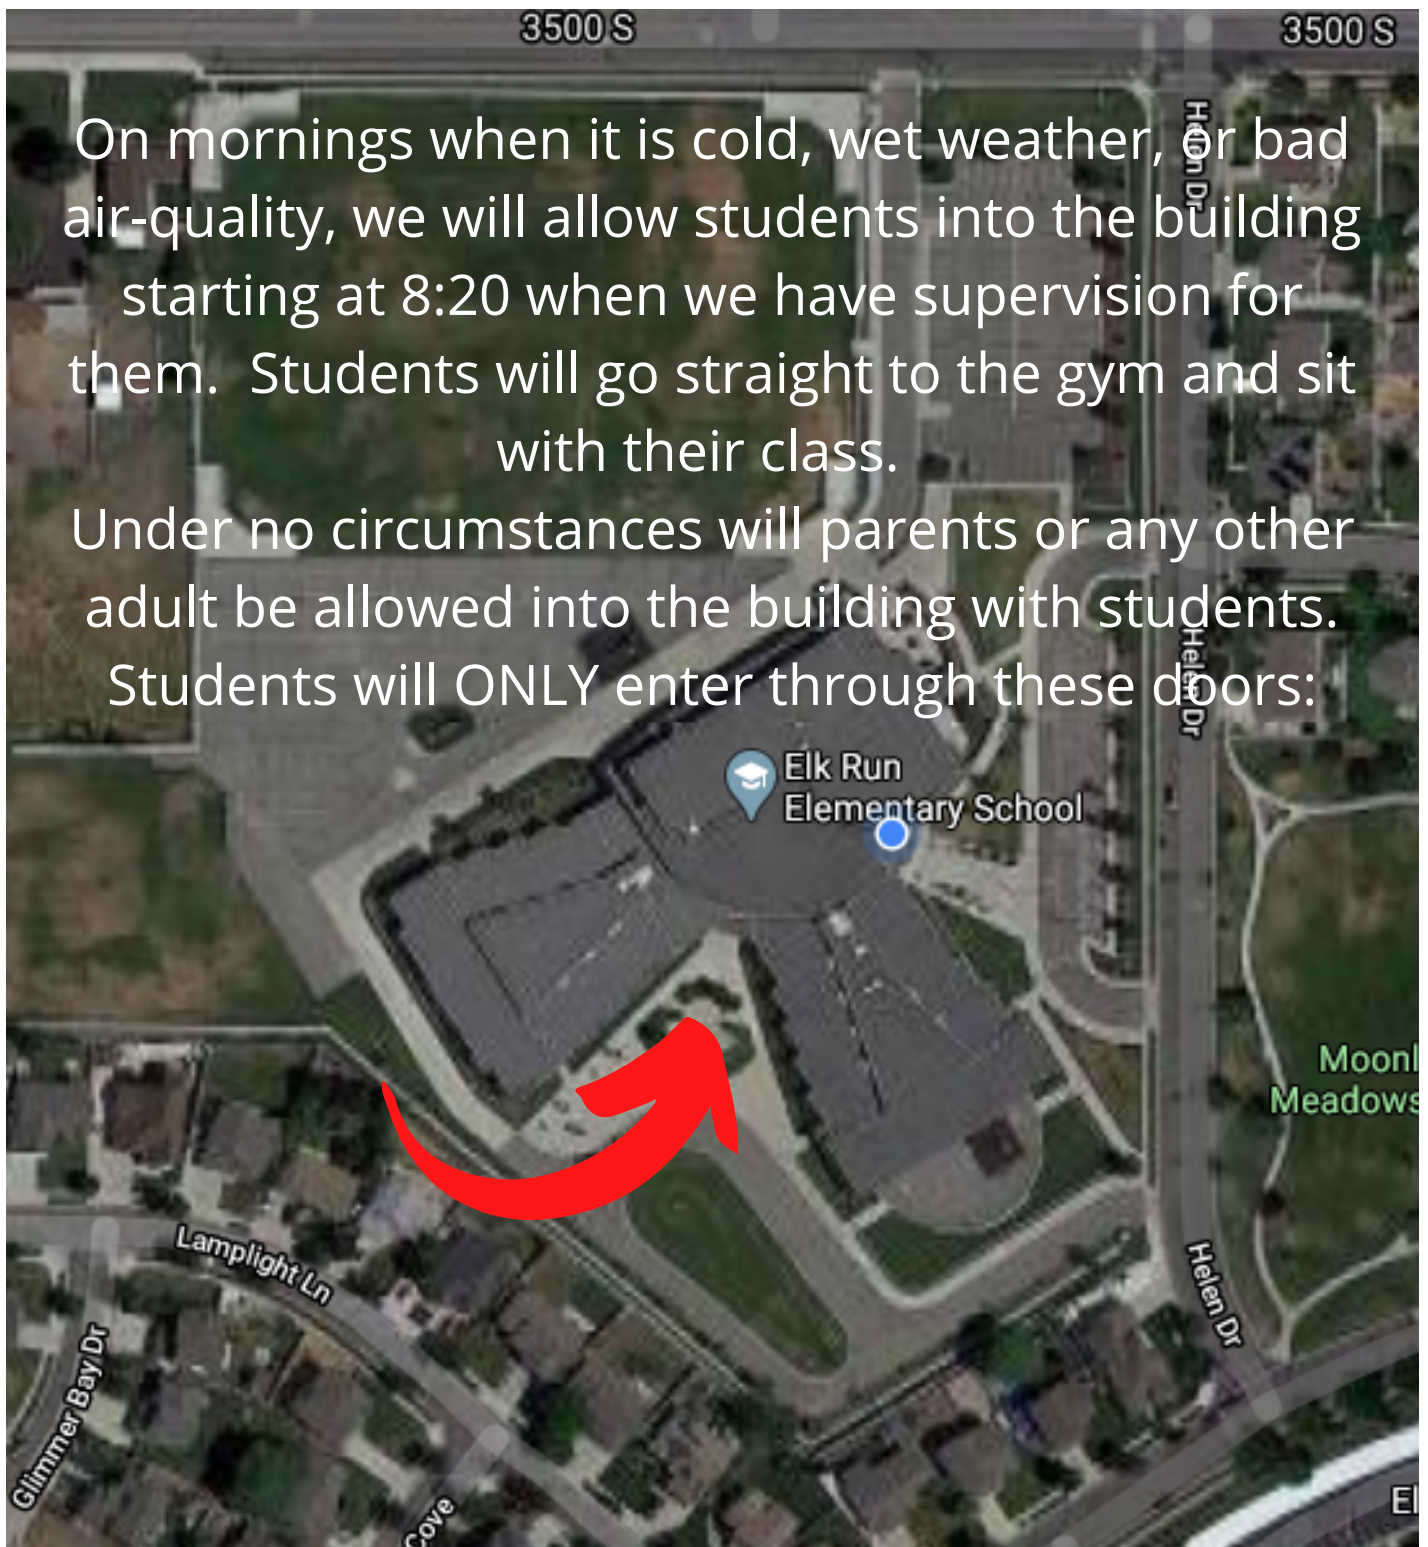 3500 S
3500 S
On mornings when it is cold, wet weather, or bad
air-quality, we will allow students into the building
starting at 8:20 when we have supervision for
them.  Students will go straight to the gym and sit
with their class.
Under no circumstances will parents or any other
adult be allowed into the building with students.
Students will ONLY enter through these doors:
Helen Dr
Helen Dr
Elk Run
Elementary School
Moonl
Meadows
Lamplight Ln
Helen Dr
Glimmer Bay Dr
Cove
El